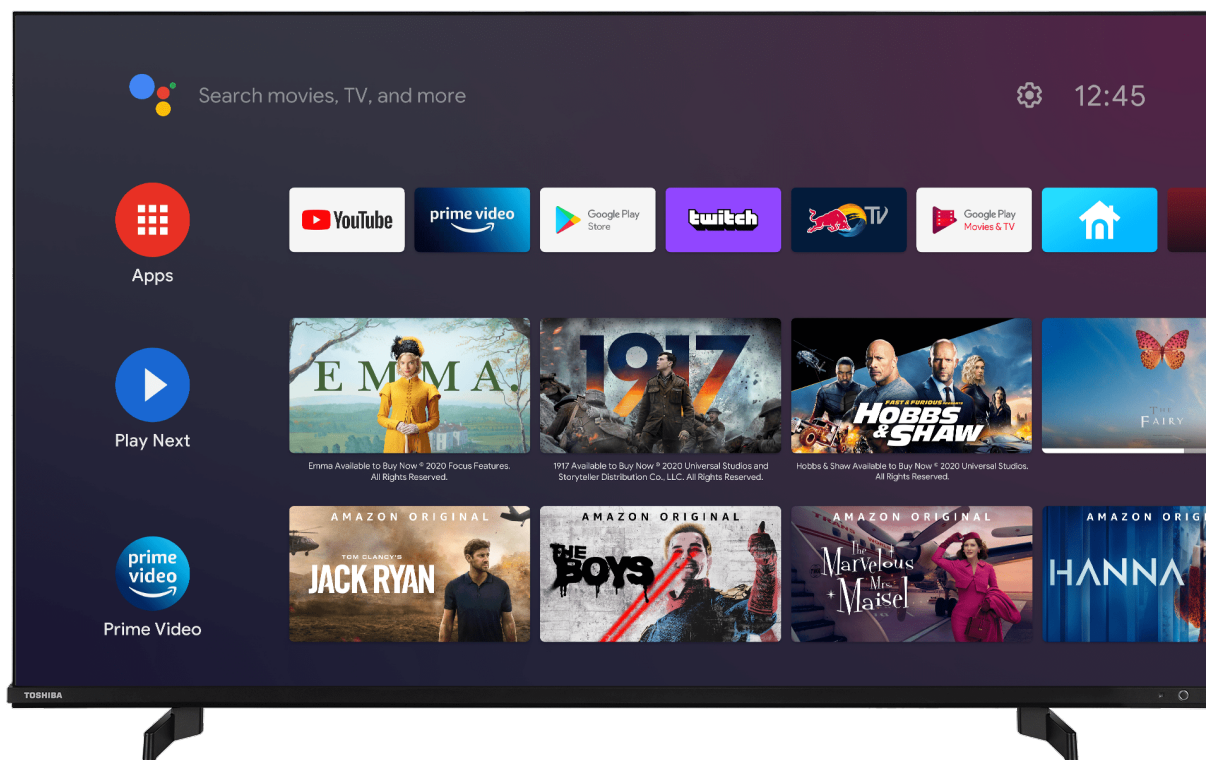 Search movies, TV, and more
12:45
YouTube
prime video
Google Play
Store
twitch
TV
Google Play
Movies & TV
Apps
EMMA.
1917
FAST & FURIOUS PRESENTS
HOBBS
& SHAW
THE
FAIRY
Play Next
Emma Available to Buy Now © 2020 Focus Features.
All Rights Reserved.
1917 Available to Buy Now © 2020 Universal Studios and
Storyteller Distribution Co., LLC. All Rights Reserved.
Hobbs & Shaw Available to Buy Now © 2020 Universal Studios.
All Rights Reserved.
AMAZON ORIGINAL
TOM CLANCY'S
JACK RYAN
AMAZON ORIGINAL
THE
BOYS
AMAZON ORIGINAL
The
Marvelous
Mrs.
Maisel
AMAZON ORIG
HANNA
prime
video
Prime Video
TOSHIBA